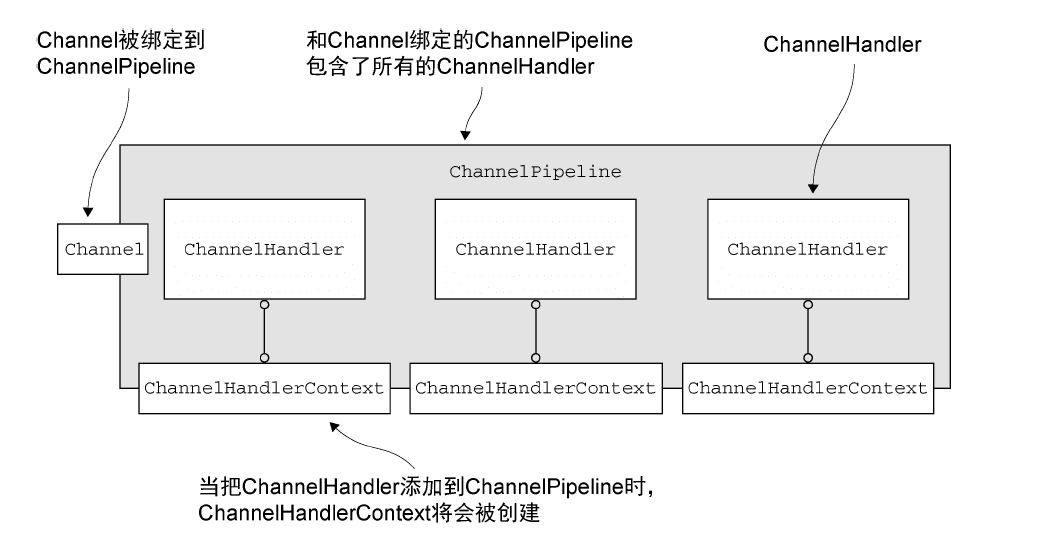 Channel被绑定到
ChannelPipeline
和Channel绑定的ChannelPipeline
包含了所有的ChannelHandler
ChannelHandler
ChannelPipeline
Channel
ChannelHandler
ChannelHandler
ChannelHandler
ChannelHandlerContext
ChannelHandlerContext
ChannelHandlerContext
当把ChannelHandler添加到ChannelPipeline时，
ChannelHandlerContext将会被创建